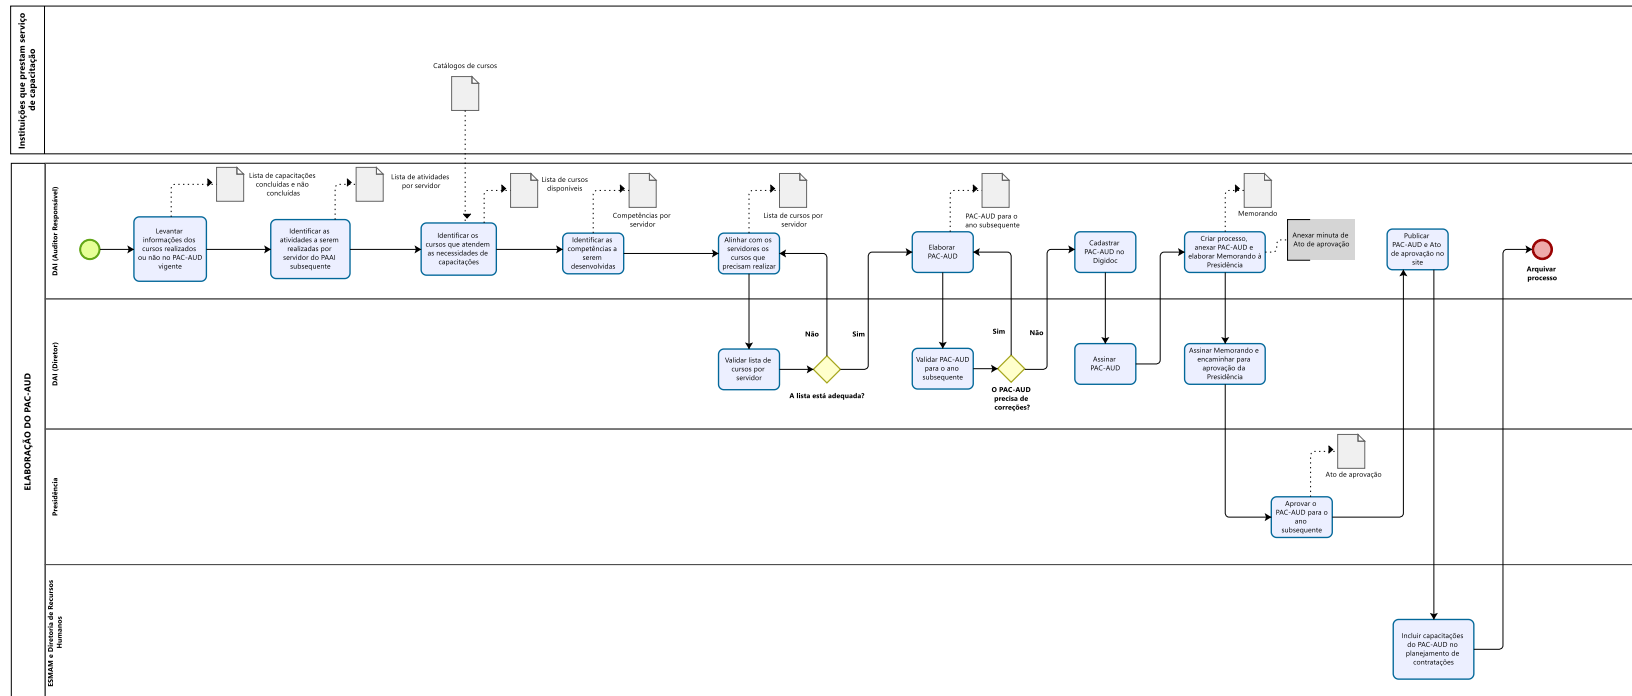 Instituições que prestam serviço
de capacitação
Catálogos de cursos
ELABORAÇÃO DO PAC-AUD
DAI (Auditor Responsável)
Lista de capacitações
concluídas e não
concluídas
Lista de atividades
por servidor
Lista de cursos
disponíveis
Competências por
servidor
Lista de cursos por
servidor
PAC-AUD para o
ano subsequente
Memorando
Anexar minuta de
Ato de aprovação
Levantar
informações dos
cursos realizados
ou não no PAC-AUD
vigente
Identificar as
atividades a serem
realizadas por
servidor do PAAI
subsequente
Identificar os
cursos que atendem
as necessidades de
capacitações
Identificar as
competências a
serem
desenvolvidas
Alinhar com os
servidores os
cursos que
precisam realizar
Elaborar
PAC-AUD
Cadastrar
PAC-AUD no
Digidoc
Criar processo,
anexar PAC-AUD e
elaborar Memorando à
Presidência
Publicar
PAC-AUD e Ato
de aprovação no
site
Arquivar
processo
DAI (Diretor)
Validar lista de
cursos por
servidor
Não
Sim
A lista está adequada?
Validar PAC-AUD
para o ano
subsequente
Sim
Não
O PAC-AUD
precisa de
correções?
Assinar
PAC-AUD
Assinar Memorando e
encaminhar para
aprovação da
Presidência
Presidência
Ato de aprovação
Aprovar o
PAC-AUD para o
ano
subsequente
ESMAM e Diretoria de Recursos
Humanos
Incluir capacitações
do PAC-AUD no
planejamento de
contratações